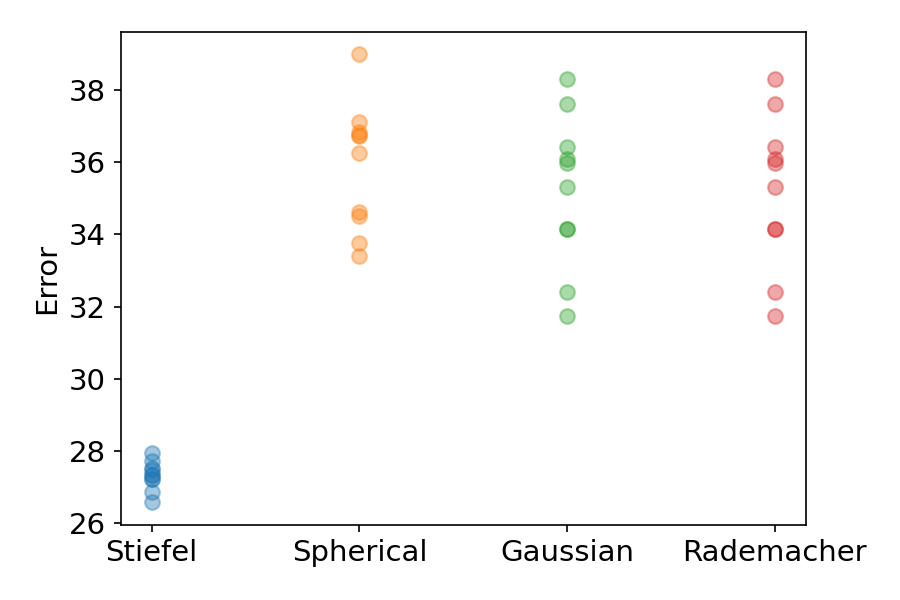 38
36
34
32
30
28
26
Error
Stiefel
Spherical
Gaussian
Rademacher